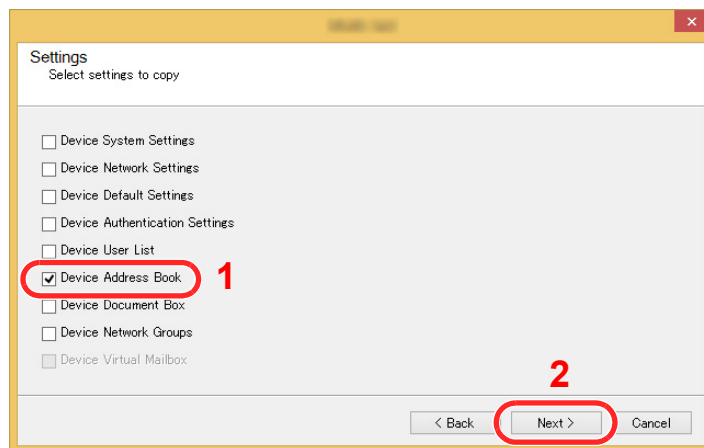 Settings
Select settings to copy
Device System Settings
Device Network Settings
Device Default Settings
Device Authentication Settings
Device User List
Device Address Book 1
Device Document Box
Device Network Groups
Device Virtual Mailbox
2
< Back Next > Cancel